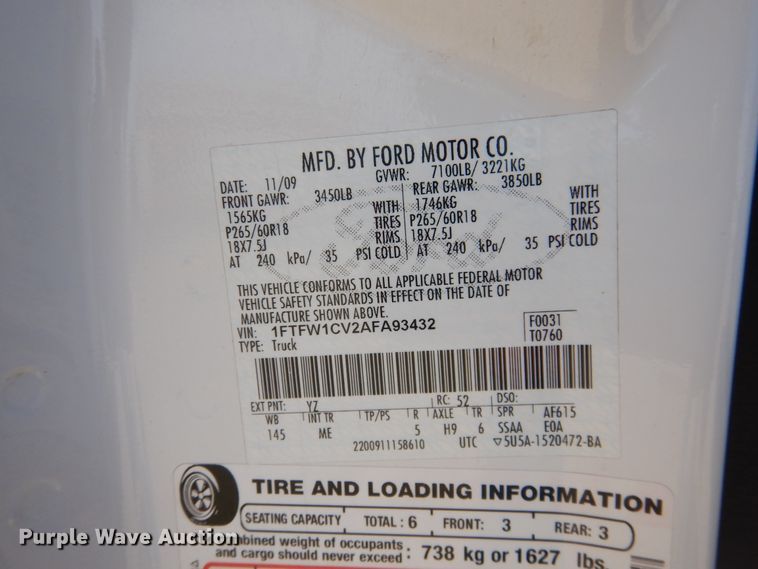 MFD. BY FORD MOTOR CO.
DATE: 11/09 GVWR: 7100LB/ 3221KG
FRONT GAWR: 3450LB REAR GAWR: 3850LB
1565KG WITH 1746KG WITH
P265/60R18 TIRES P265/60R18 TIRES
18X7.5J RIMS 18X7.5J RIMS
AT 240 kPa/ 35 PSI COLD AT 240 kPa/ 35 PSI COLD
Ford
THIS VEHICLE CONFORMS TO ALL APPLICABLE FEDERAL MOTOR
VEHICLE SAFETY STANDARDS IN EFFECT ON THE DATE OF
MANUFACTURE SHOWN ABOVE.
VIN: 1FTFW1CV2AFA93432 F0031
TYPE: Truck T0760
EXT PNT: YZ RC: 52 DSO:
WB INT TR TP/PS R AXLE TR SPR AF615
145 ME 5 H9 6 SSAA E0A
2200911158610 UTC ▽5U5A-1520472-BA
TIRE AND LOADING INFORMATION
SEATING CAPACITY TOTAL : 6 FRONT: 3 REAR: 3
combined weight of occupants
and cargo should never exceed : 738 kg or 1627 lbs.
Purple Wave Auction